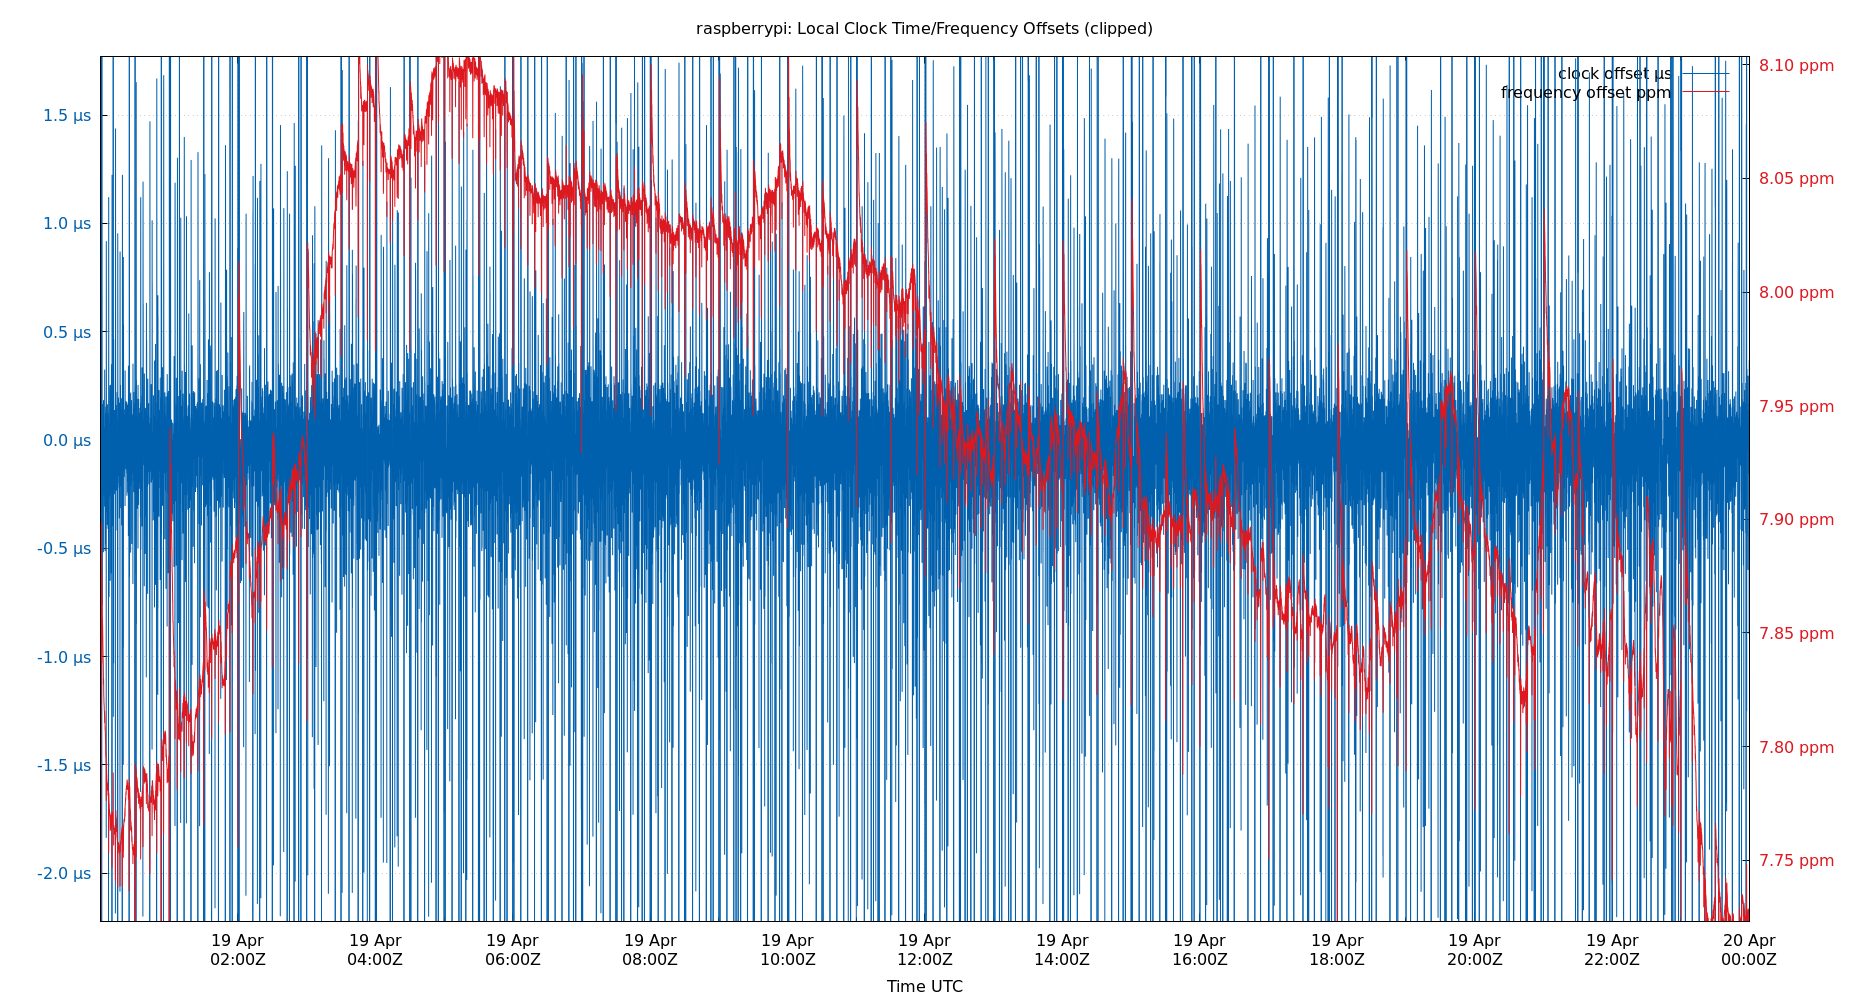 raspberrypi: Local Clock Time/Frequency Offsets (clipped)
clock offset µs
frequency offset ppm
1.5 µs
1.0 µs
0.5 µs
0.0 µs
-0.5 µs
-1.0 µs
-1.5 µs
-2.0 µs
8.10 ppm
8.05 ppm
8.00 ppm
7.95 ppm
7.90 ppm
7.85 ppm
7.80 ppm
7.75 ppm
19 Apr 19 Apr 19 Apr 19 Apr 19 Apr 19 Apr 19 Apr 19 Apr 19 Apr 19 Apr 19 Apr 20 Apr
02:00Z 04:00Z 06:00Z 08:00Z 10:00Z 12:00Z 14:00Z 16:00Z 18:00Z 20:00Z 22:00Z 00:00Z
Time UTC